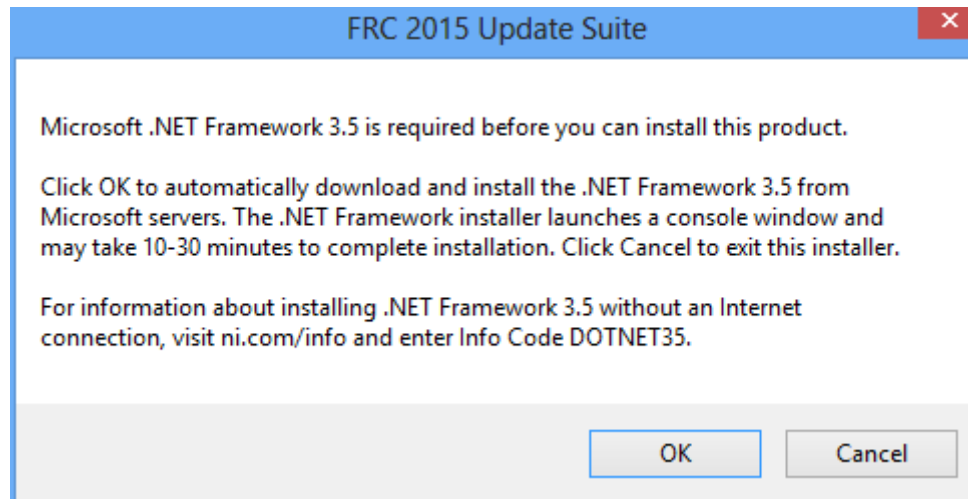 FRC 2015 Update Suite
Microsoft .NET Framework 3.5 is required before you can install this product.
Click OK to automatically download and install the .NET Framework 3.5 from
Microsoft servers. The .NET Framework installer launches a console window and
may take 10-30 minutes to complete installation. Click Cancel to exit this installer.
For information about installing .NET Framework 3.5 without an Internet
connection, visit ni.com/info and enter Info Code DOTNET35.
OK
Cancel